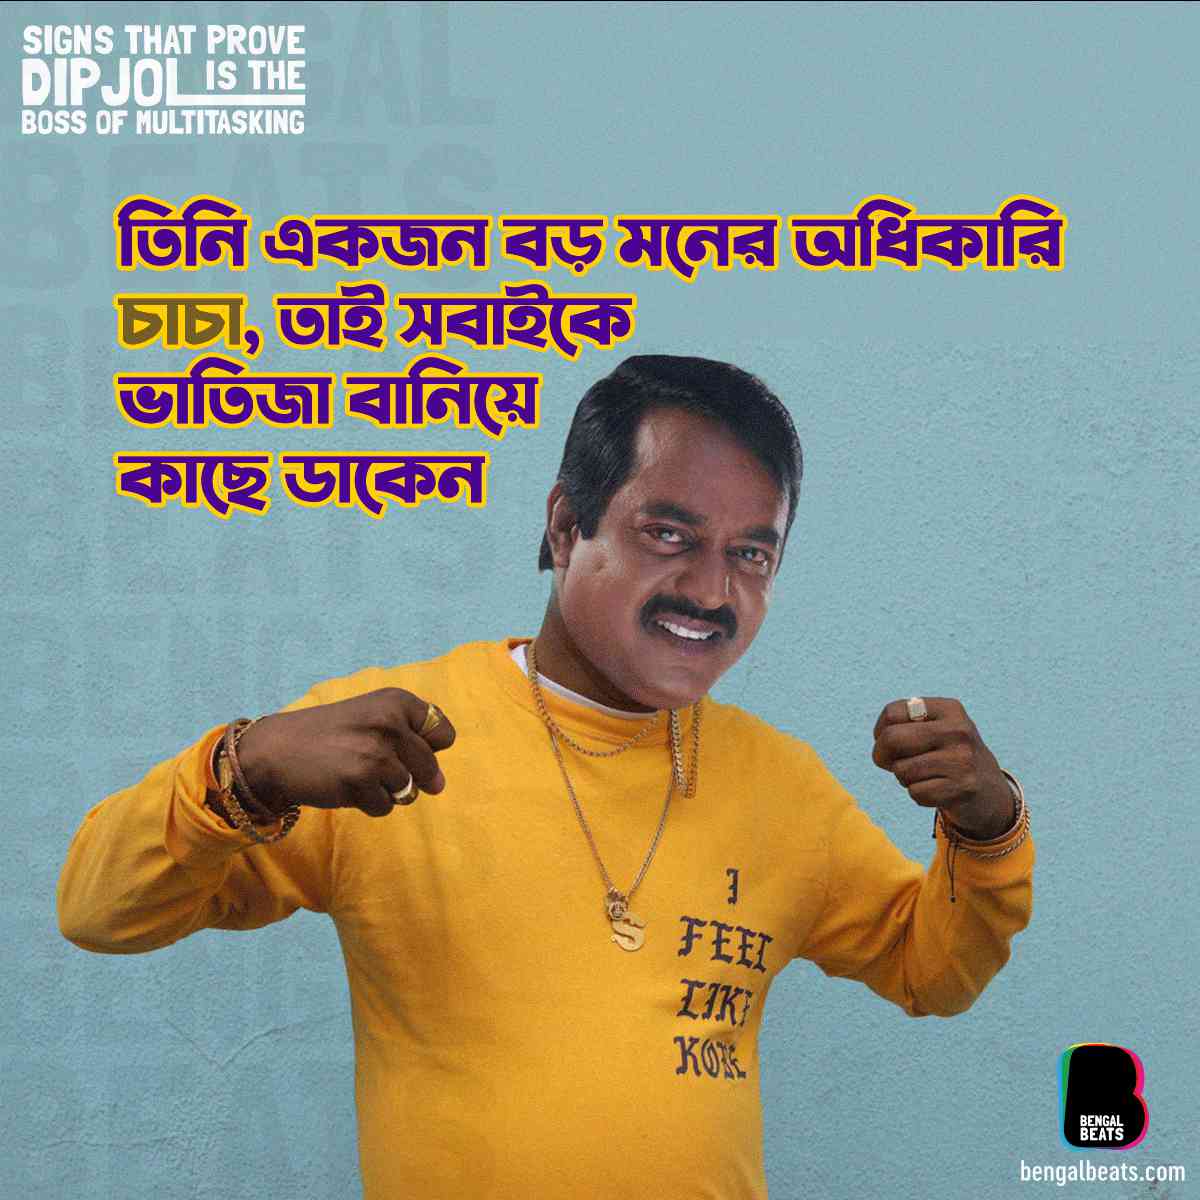 SIGNS THAT PROVE
DIPJOL IS THE
BOSS OF MULTITASKING
তিনি একজন বড় মনের অধিকারি
চাচা, তাই সবাইকে
ভাতিজা বানিয়ে
কাছে ডাকেন
I
FEEL
LIKE
KOBE
S
BENGAL
BEATS
bengalbeats.com